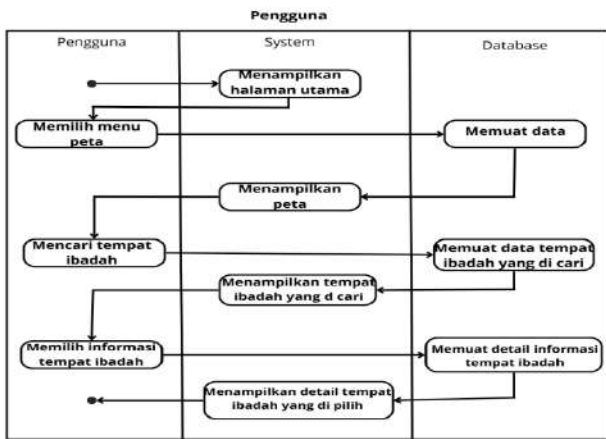 Pengguna
Pengguna
System
Database
Menampilkan
halaman utama
Memilih menu
peta
Memuat data
Menampilkan
peta
Mencari tempat
ibadah
Memuat data tempat
ibadah yang di cari
Menampilkan tempat
ibadah yang d cari
Memilih informasi
tempat ibadah
Memuat detail informasi
tempat ibadah
Menampilkan detail tempat
ibadah yang di pilih